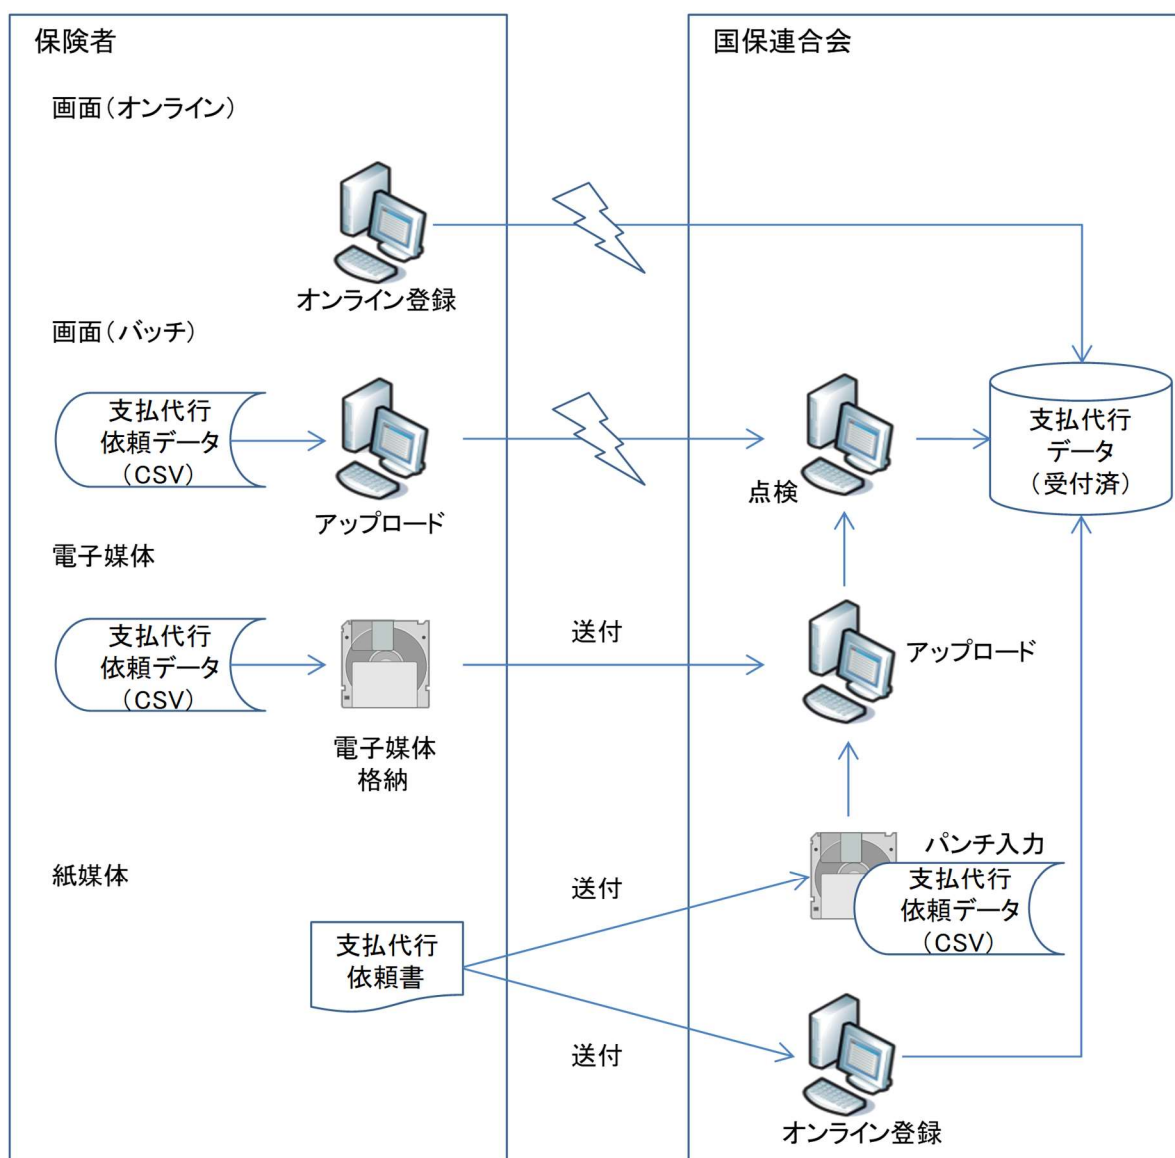 保険者
国保連合会
画面(オンライン)
オンライン登録
画面(バッチ)
支払代行
依頼データ
(CSV)
アップロード
点検
支払代行
データ
(受付済)
電子媒体
支払代行
依頼データ
(CSV)
電子媒体
格納
送付
アップロード
紙媒体
支払代行
依頼書
送付
パンチ入力
支払代行
依頼データ
(CSV)
送付
オンライン登録